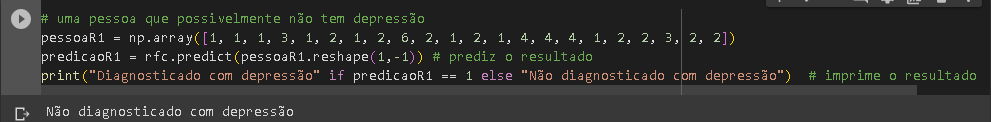 # uma pessoa que possivelmente não tem depressão
pessoaR1 = np.array([1, 1, 1, 3, 1, 2, 1, 2, 6, 2, 1, 2, 1, 4, 4, 4, 1, 2, 2, 3, 2, 2])
predicaoR1 = rfc.predict(pessoaR1.reshape(1,-1)) # prediz o resultado
print("Diagnosticado com depressão" if predicaoR1 == 1 else "Não diagnosticado com depressão")  # imprime o resultado
Não diagnosticado com depressão